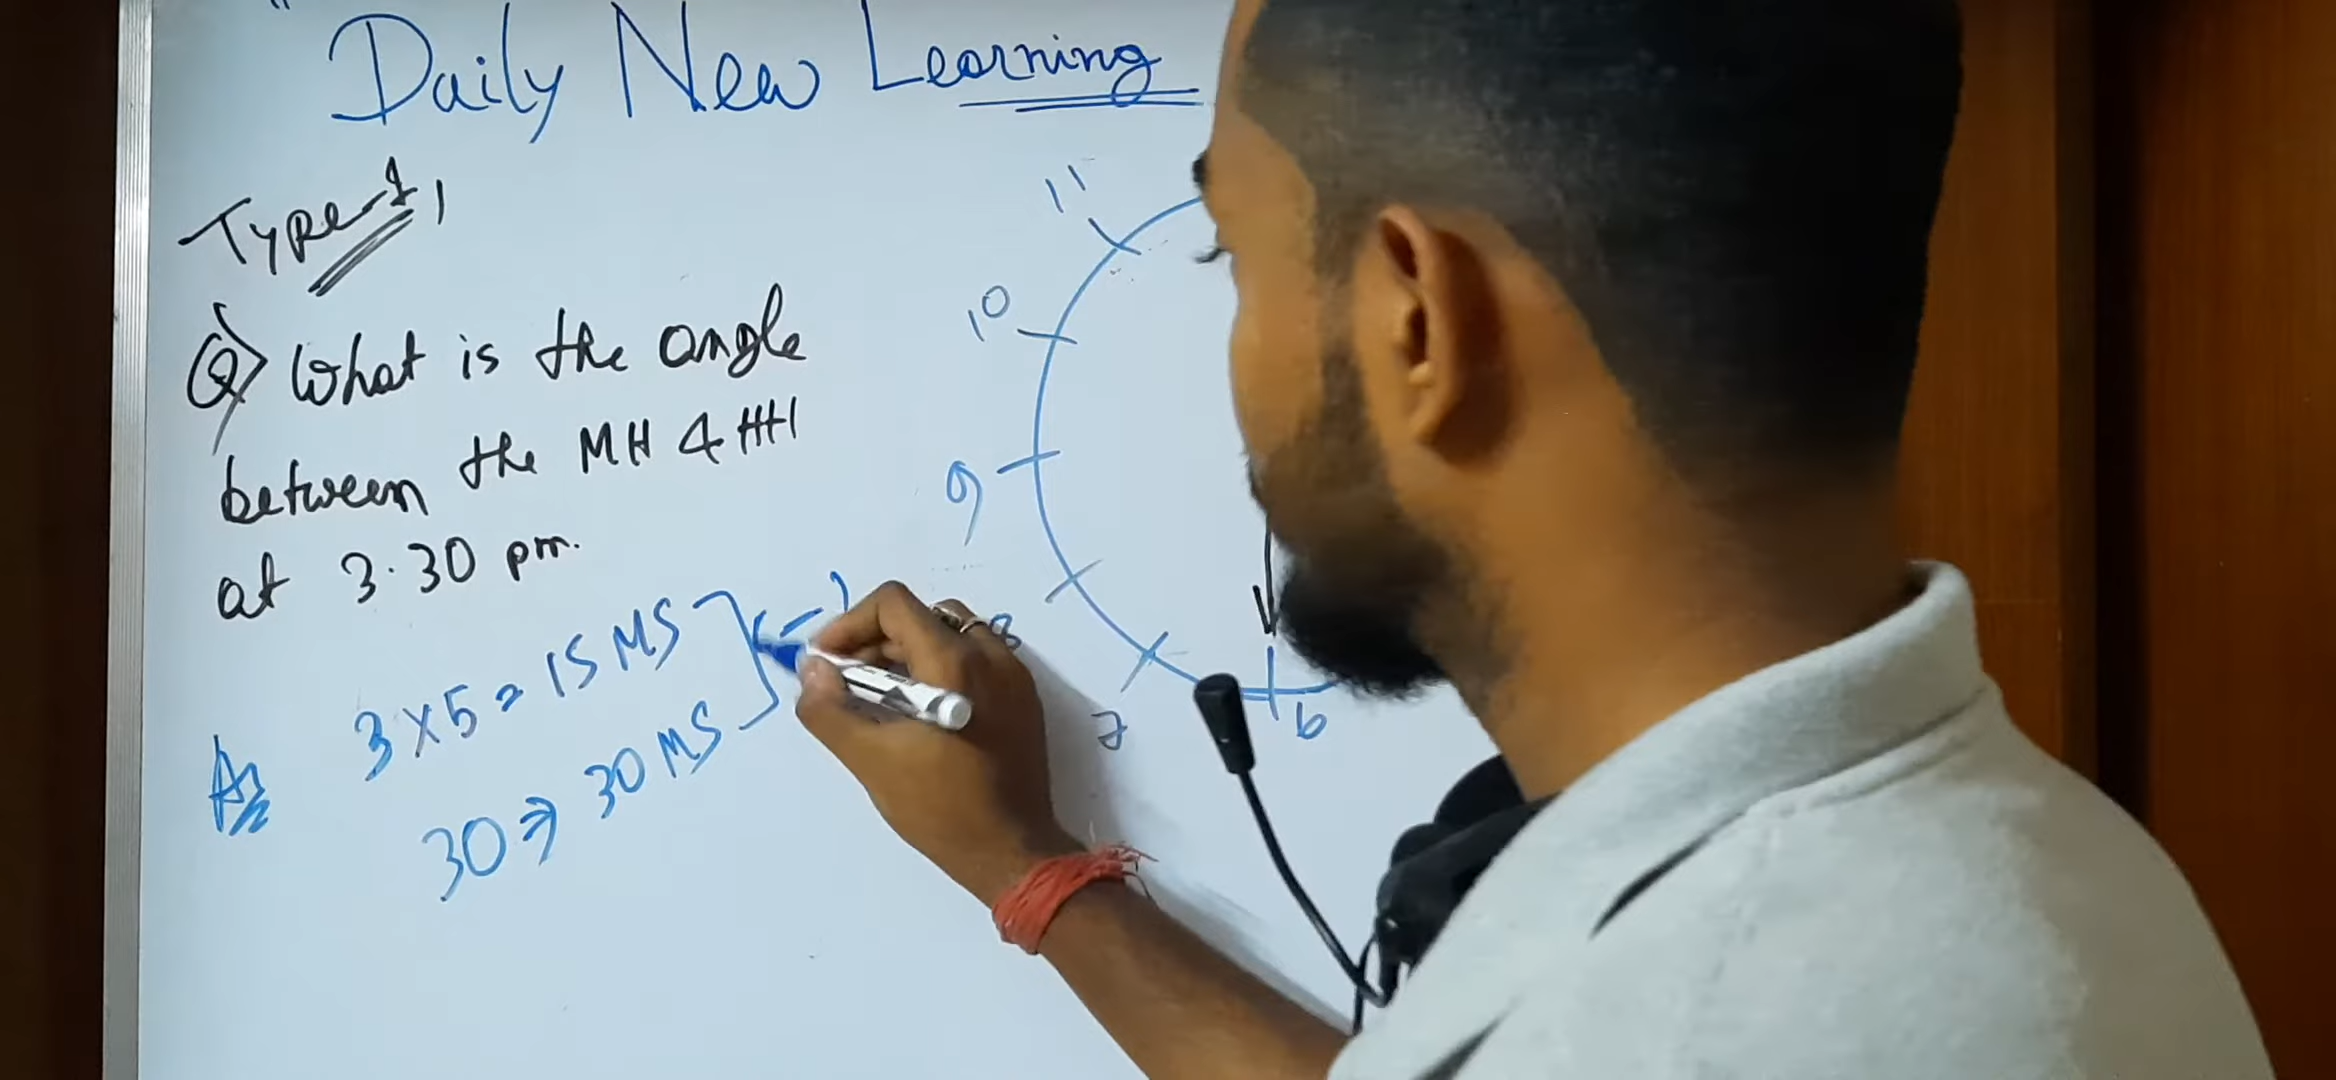 "Daily New Learning
Type-1,
Q) What is the angle
between the MH & HH
at 3.30 pm.
Ans 3 x 5 = 15 MS
30 ⇒ 30 MS
(-)
11
10
9
8
7
6